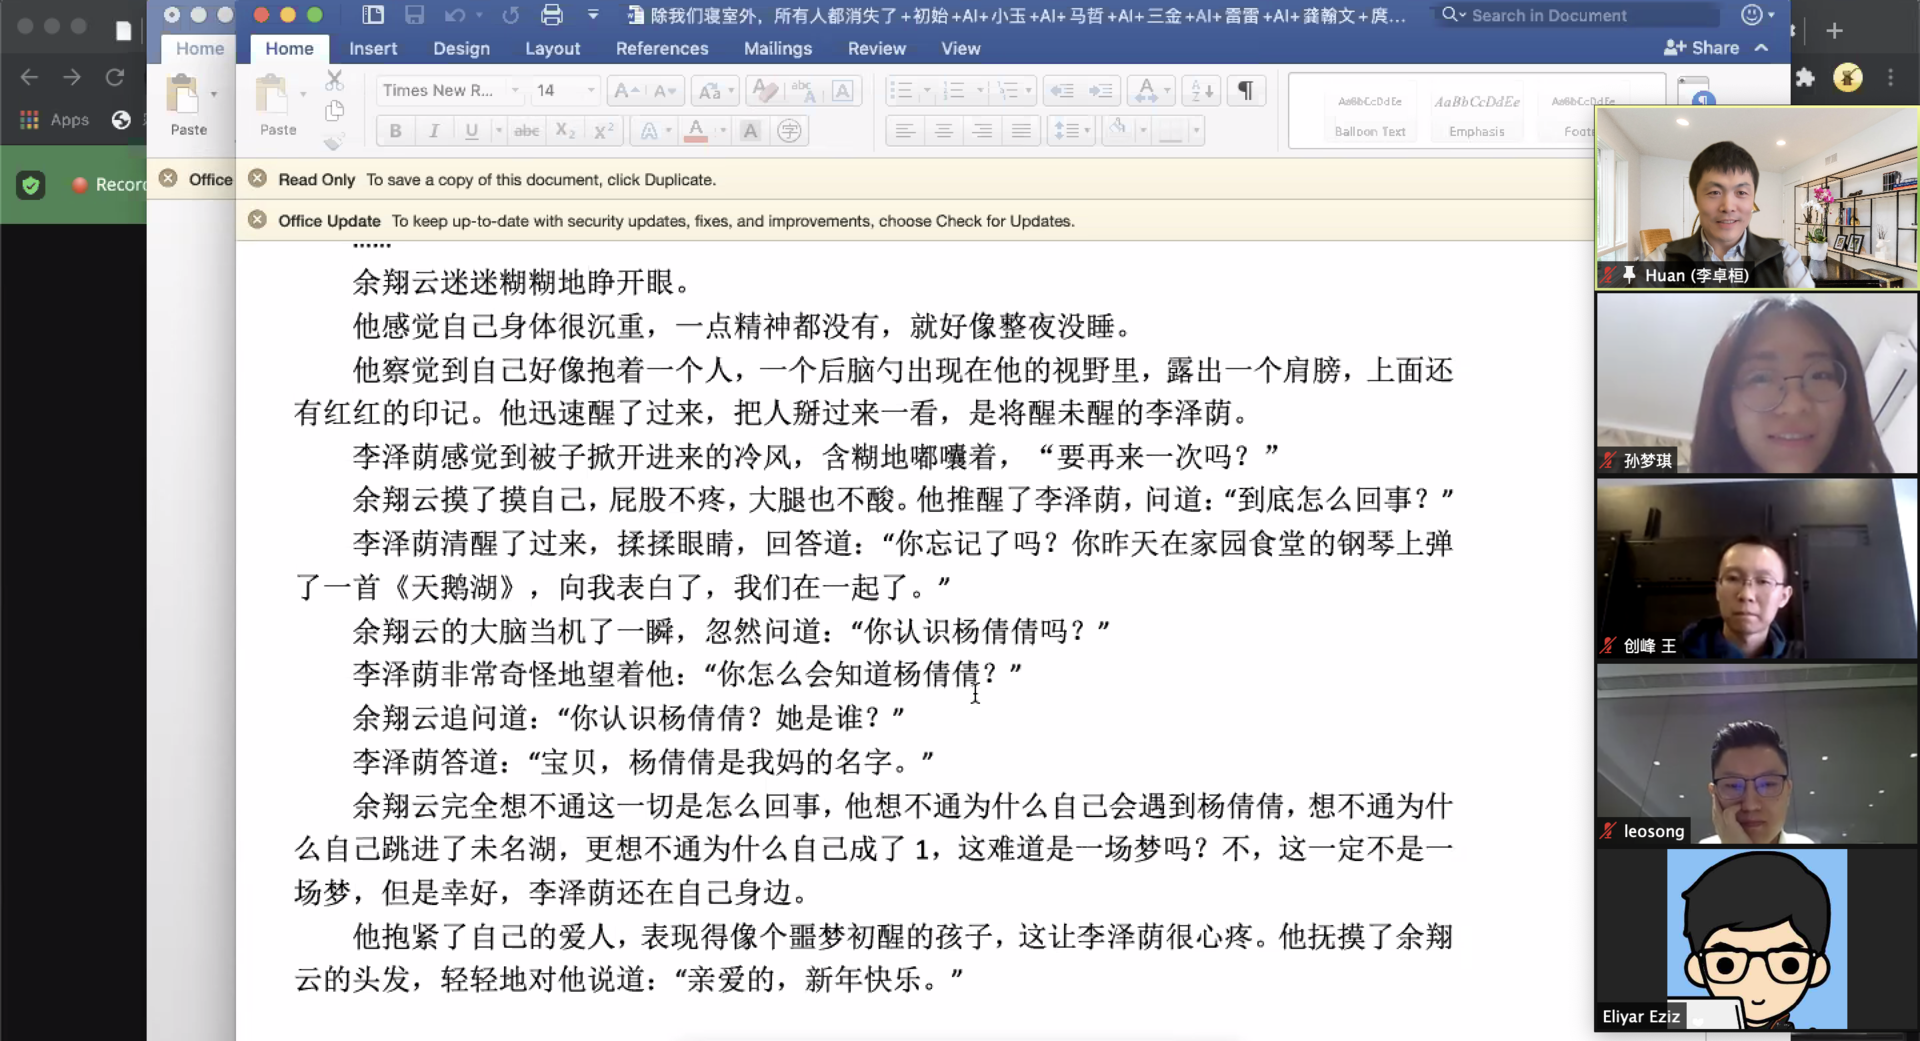 除我们寝室外，所有人都消失了+初始+AI+小玉+AI+马哲+AI+三金+AI+雷雷+AI+龚翰文+庹...
Search in Document
Home
Home
Insert
Design
Layout
References
Mailings
Review
View
Share
Apps
Paste
Paste
Times New R...
14
AaBbCcDdEe
AaBbCcDdEe
AaBbCcDdEe
Balloon Text
Emphasis
Footr
Record
Office
Read Only To save a copy of this document, click Duplicate.
Office Update To keep up-to-date with security updates, fixes, and improvements, choose Check for Updates.
……
余翔云迷迷糊糊地睁开眼。
他感觉自己身体很沉重，一点精神都没有，就好像整夜没睡。
他察觉到自己好像抱着一个人，一个后脑勺出现在他的视野里，露出一个肩膀，上面还
有红红的印记。他迅速醒了过来，把人掰过来一看，是将醒未醒的李泽荫。
李泽荫感觉到被子掀开进来的冷风，含糊地嘟囔着，“要再来一次吗？”
余翔云摸了摸自己，屁股不疼，大腿也不酸。他推醒了李泽荫，问道：“到底怎么回事？”
李泽荫清醒了过来，揉揉眼睛，回答道：“你忘记了吗？你昨天在家园食堂的钢琴上弹
了一首《天鹅湖》，向我表白了，我们在一起了。”
余翔云的大脑当机了一瞬，忽然问道：“你认识杨倩倩吗？”
李泽荫非常奇怪地望着他：“你怎么会知道杨倩倩？”
余翔云追问道：“你认识杨倩倩？她是谁？”
李泽荫答道：“宝贝，杨倩倩是我妈的名字。”
余翔云完全想不通这一切是怎么回事，他想不通为什么自己会遇到杨倩倩，想不通为什
么自己跳进了未名湖，更想不通为什么自己成了 1，这难道是一场梦吗？不，这一定不是一
场梦，但是幸好，李泽荫还在自己身边。
他抱紧了自己的爱人，表现得像个噩梦初醒的孩子，这让李泽荫很心疼。他抚摸了余翔
云的头发，轻轻地对他说道：“亲爱的，新年快乐。”
Huan (李卓桓)
孙梦琪
创峰 王
leosong
Eliyar Eziz